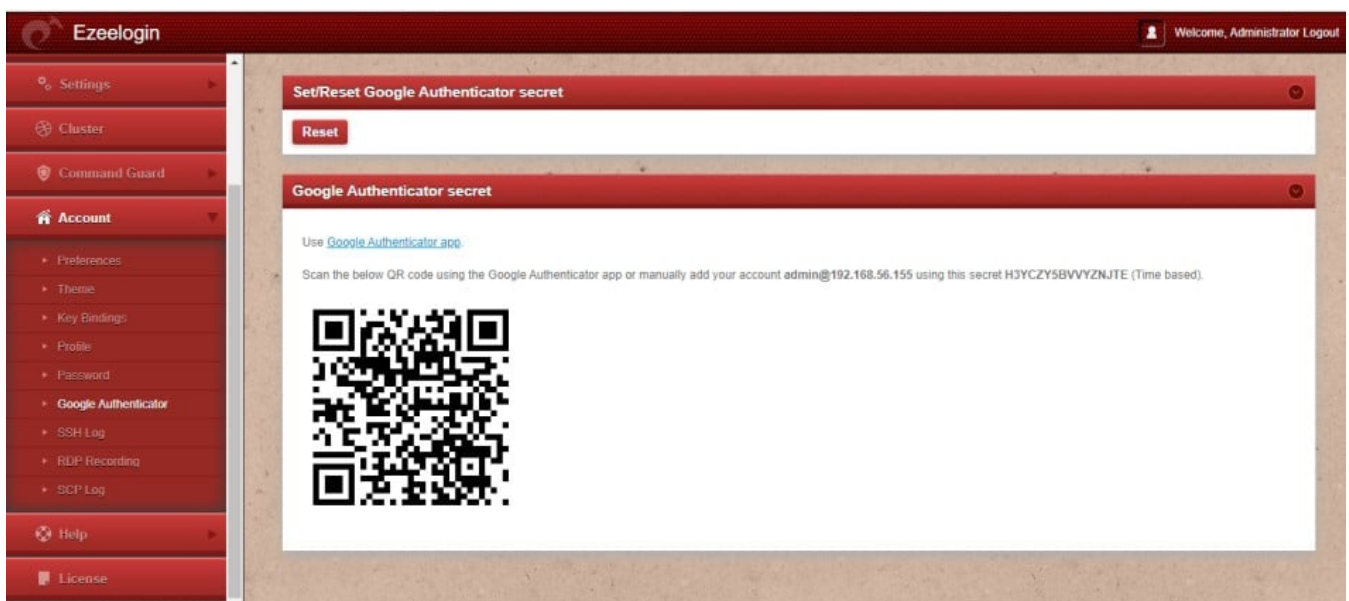 Ezeelogin
Welcome, Administrator Logout
Settings
Cluster
Command Guard
Account
Preferences
Theme
Key Bindings
Profile
Password
Google Authenticator
SSH Log
RDP Recording
SCP Log
Help
License
Set/Reset Google Authenticator secret
Reset
Google Authenticator secret
Use Google Authenticator app.
Scan the below QR code using the Google Authenticator app or manually add your account admin@192.168.56.155 using this secret H3YCZY5BVVYZNJTE (Time based).